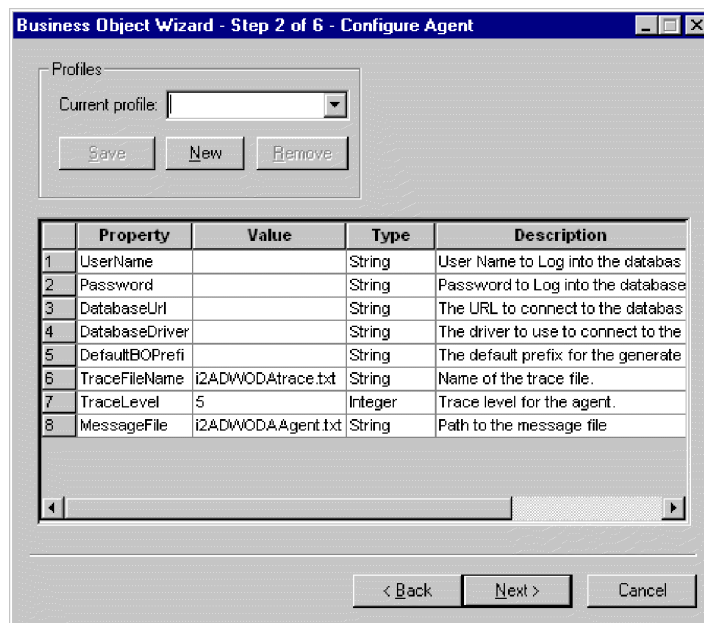 Business Object Wizard - Step 2 of 6 - Configure Agent
Profiles
Current profile:
Save New Remove
Property Value Type Description
1 UserName String User Name to Log into the databas
2 Password String Password to Log into the database
3 DatabaseUrl String The URL to connect to the databas
4 DatabaseDriver String The driver to use to connect to the
5 DefaultBOPrefi String The default prefix for the generate
6 TraceFileName i2ADWODAtrace.txt String Name of the trace file.
7 TraceLevel 5 Integer Trace level for the agent.
8 MessageFile i2ADWODAAgent.txt String Path to the message file
< Back Next > Cancel